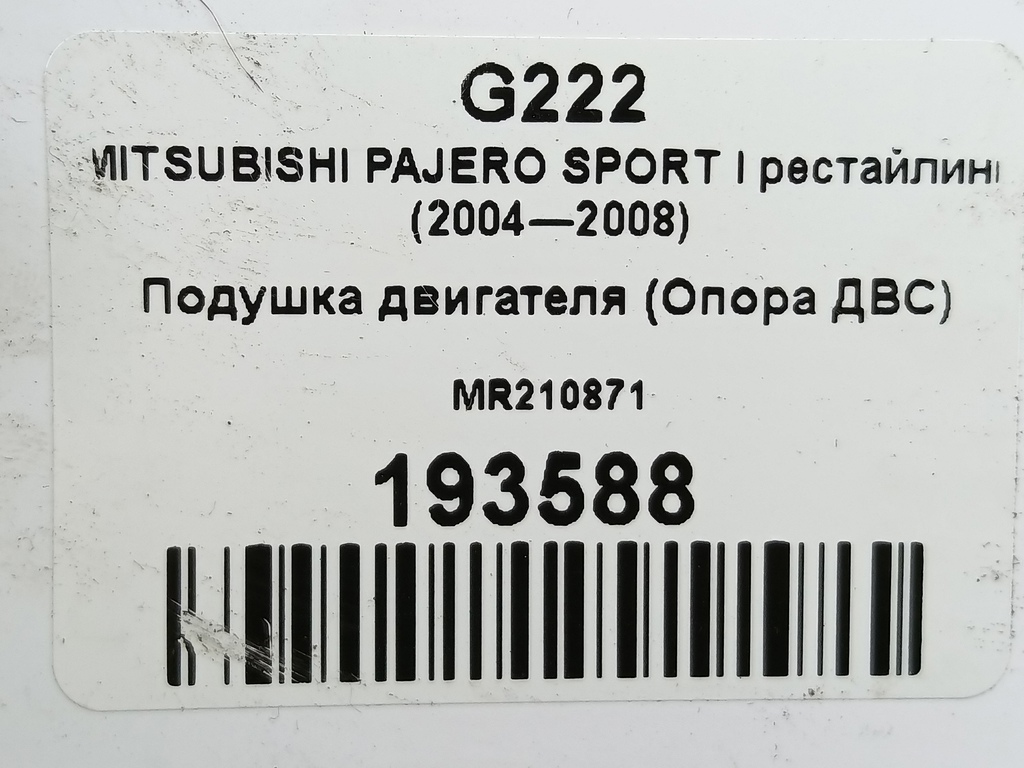 G222
MITSUBISHI PAJERO SPORT I рестайлинг
(2004—2008)
Подушка двигателя (Опора ДВС)
MR210871
193588